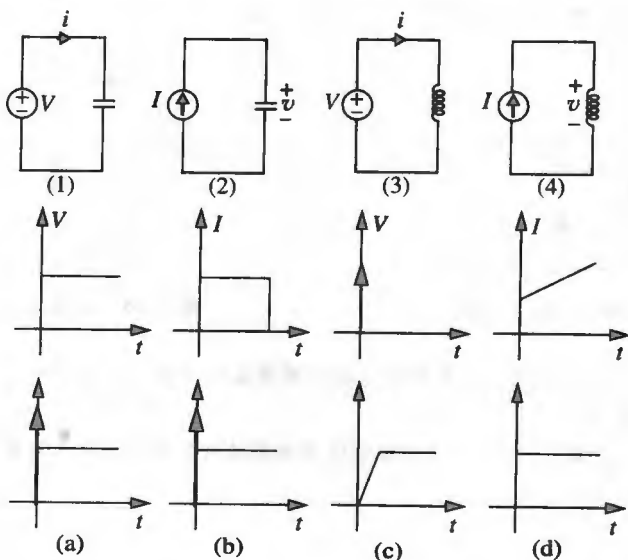 i i
V I + v − V I + v −
(1) (2) (3) (4)
V I V I
t t t t
t t t t
(a) (b) (c) (d)